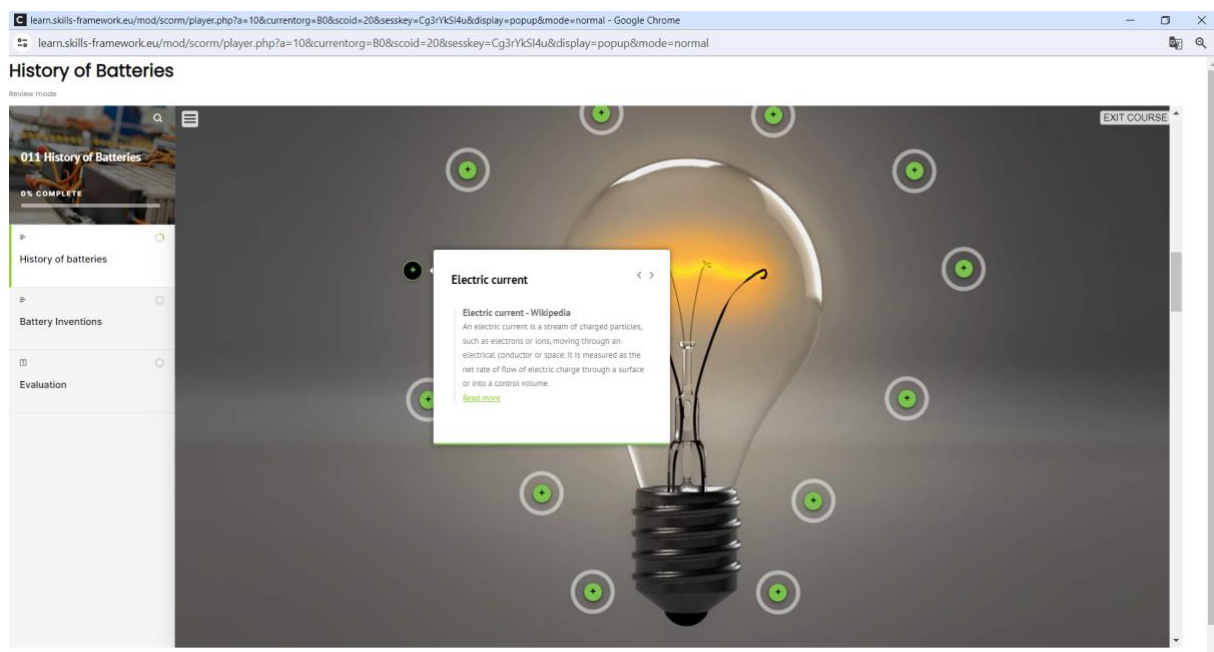 learn.skills-framework.eu/mod/scorm/player.php?a=10&currentorg=B0&scoid=20&sesskey=Cg3rYkSI4u&display=popup&mode=normal - Google Chrome
learn.skills-framework.eu/mod/scorm/player.php?a=10&currentorg=B0&scoid=20&sesskey=Cg3rYkSI4u&display=popup&mode=normal
History of Batteries
Review mode
EXIT COURSE
011 History of Batteries
0% COMPLETE
History of batteries
Battery Inventions
Evaluation
Electric current
Electric current - Wikipedia
An electric current is a stream of charged particles,
such as electrons or ions, moving through an
electrical conductor or space. It is measured as the
net rate of flow of electric charge through a surface
or into a control volume.
Read more